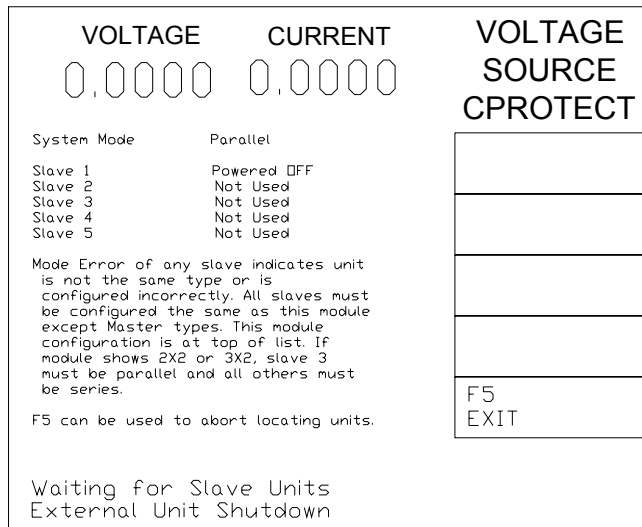 VOLTAGE CURRENT
0.0000 0.0000
VOLTAGE
SOURCE
CPROTECT
System Mode Parallel
Slave 1 Powered OFF
Slave 2 Not Used
Slave 3 Not Used
Slave 4 Not Used
Slave 5 Not Used
Mode Error of any slave indicates unit
is not the same type or is
configured incorrectly. All slaves must
be configured the same as this module
except Master types. This module
configuration is at top of list. If
module shows 2X2 or 3X2, slave 3
must be parallel and all others must
be series.
F5 can be used to abort locating units.
F5
EXIT
Waiting for Slave Units
External Unit Shutdown